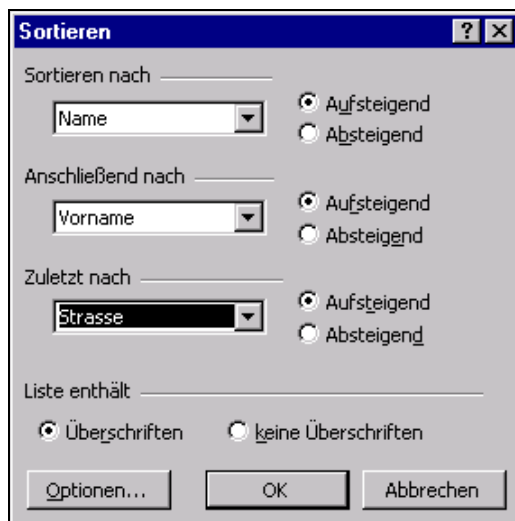 Sortieren
Sortieren nach
Name
Aufsteigend
Absteigend
Anschließend nach
Vorname
Aufsteigend
Absteigend
Zuletzt nach
Strasse
Aufsteigend
Absteigend
Liste enthält
Überschriften keine Überschriften
Optionen... OK Abbrechen